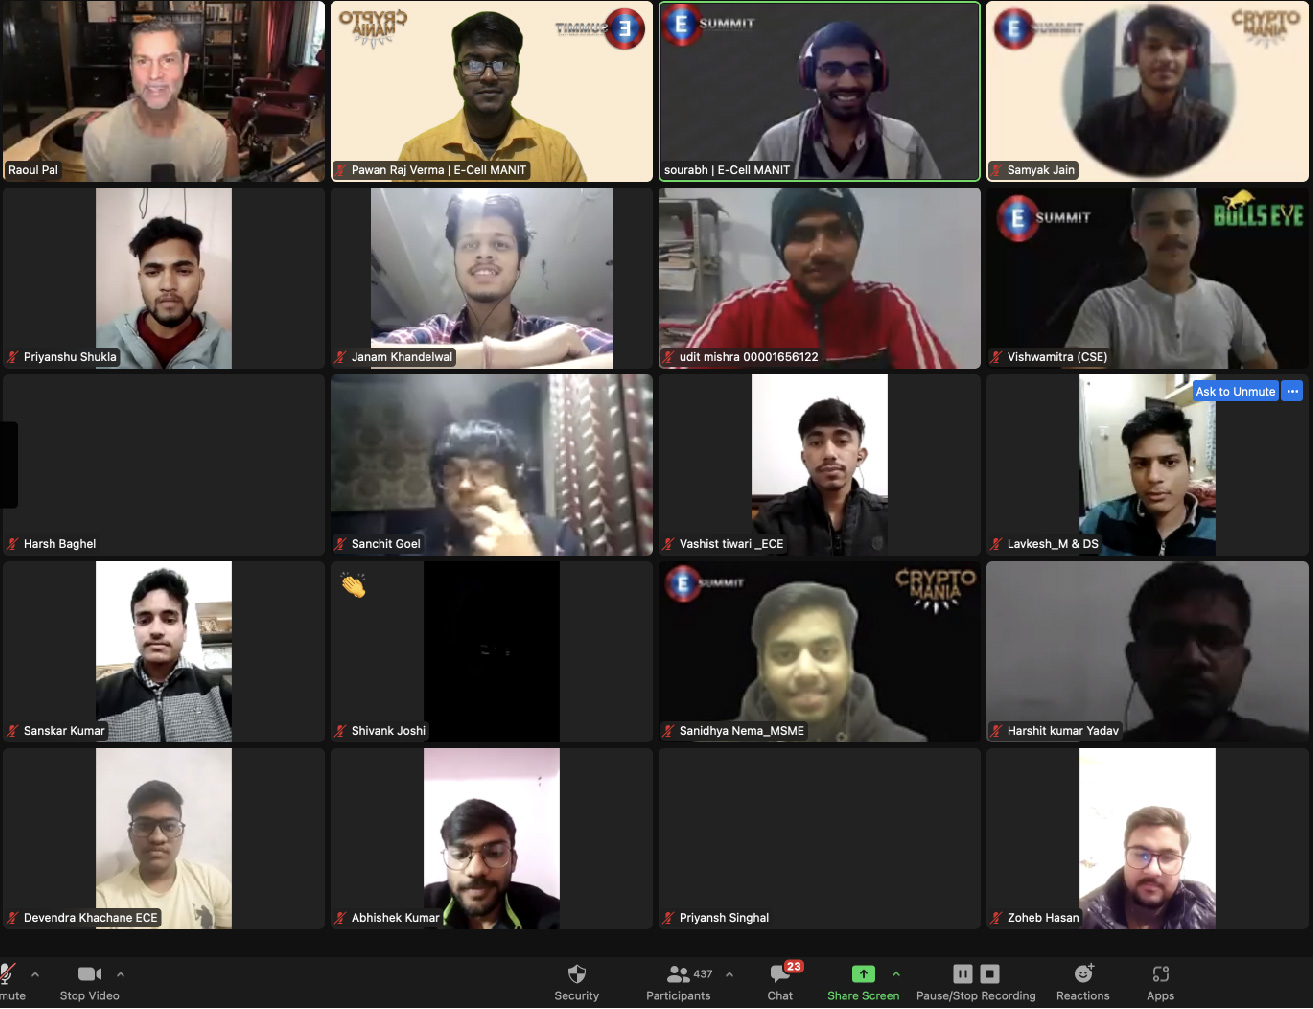 CRYPTO
MANIA
E SUMMIT
E SUMMIT
E SUMMIT
CRYPTO
MANIA
Raoul Pal
Pawan Raj Verma | E-Cell MANIT
sourabh | E-Cell MANIT
Samyak Jain
E SUMMIT
BULLS EYE
Priyanshu Shukla
Janam Khandelwal
udit mishra 00001656122
Vishwamitra (CSE)
Ask to Unmute
Harsh Baghel
Sanchit Goel
Vashist tiwari _ECE
Lavkesh_M & DS
E SUMMIT
CRYPTO
MANIA
Sanskar Kumar
Shivank Joshi
Sanidhya Nema_MSME
Harshit kumar Yadav
Devendra Khachane ECE
Abhishek Kumar
Priyansh Singhal
Zoheb Hasan
437
23
mute
Stop Video
Security
Participants
Chat
Share Screen
Pause/Stop Recording
Reactions
Apps